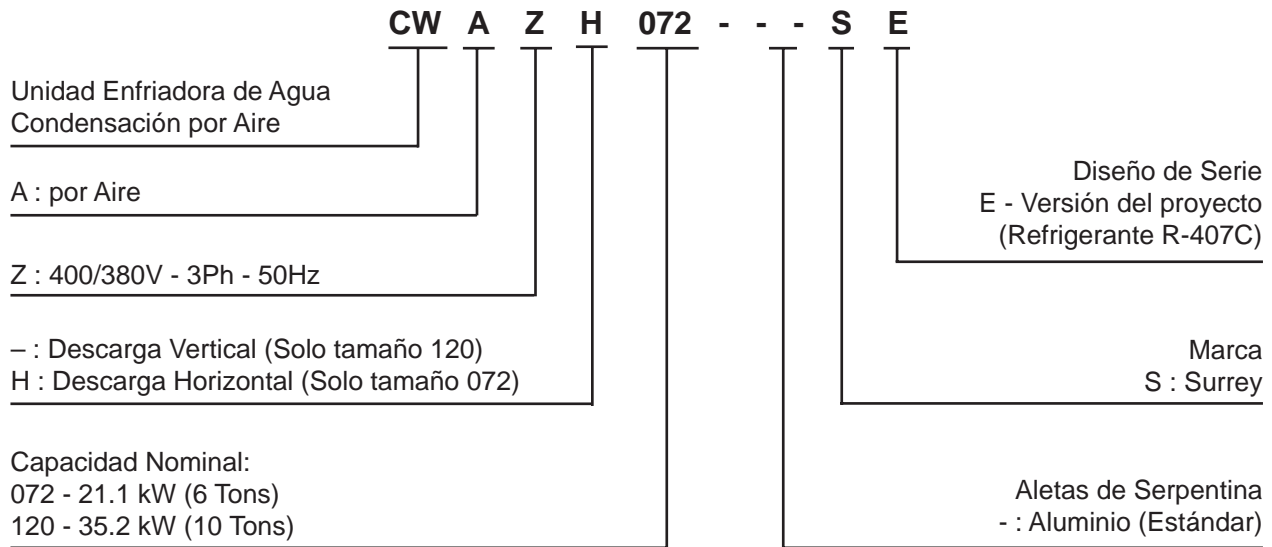 CW A Z H 072 - - - S E
Unidad Enfriadora de Agua
Condensación por Aire
A : por Aire
Z : 400/380V - 3Ph - 50Hz
– : Descarga Vertical (Solo tamaño 120)
H : Descarga Horizontal (Solo tamaño 072)
Capacidad Nominal:
072 - 21.1 kW (6 Tons)
120 - 35.2 kW (10 Tons)
Diseño de Serie
E - Versión del proyecto
(Refrigerante R-407C)
Marca
S : Surrey
Aletas de Serpentina
- : Aluminio (Estándar)